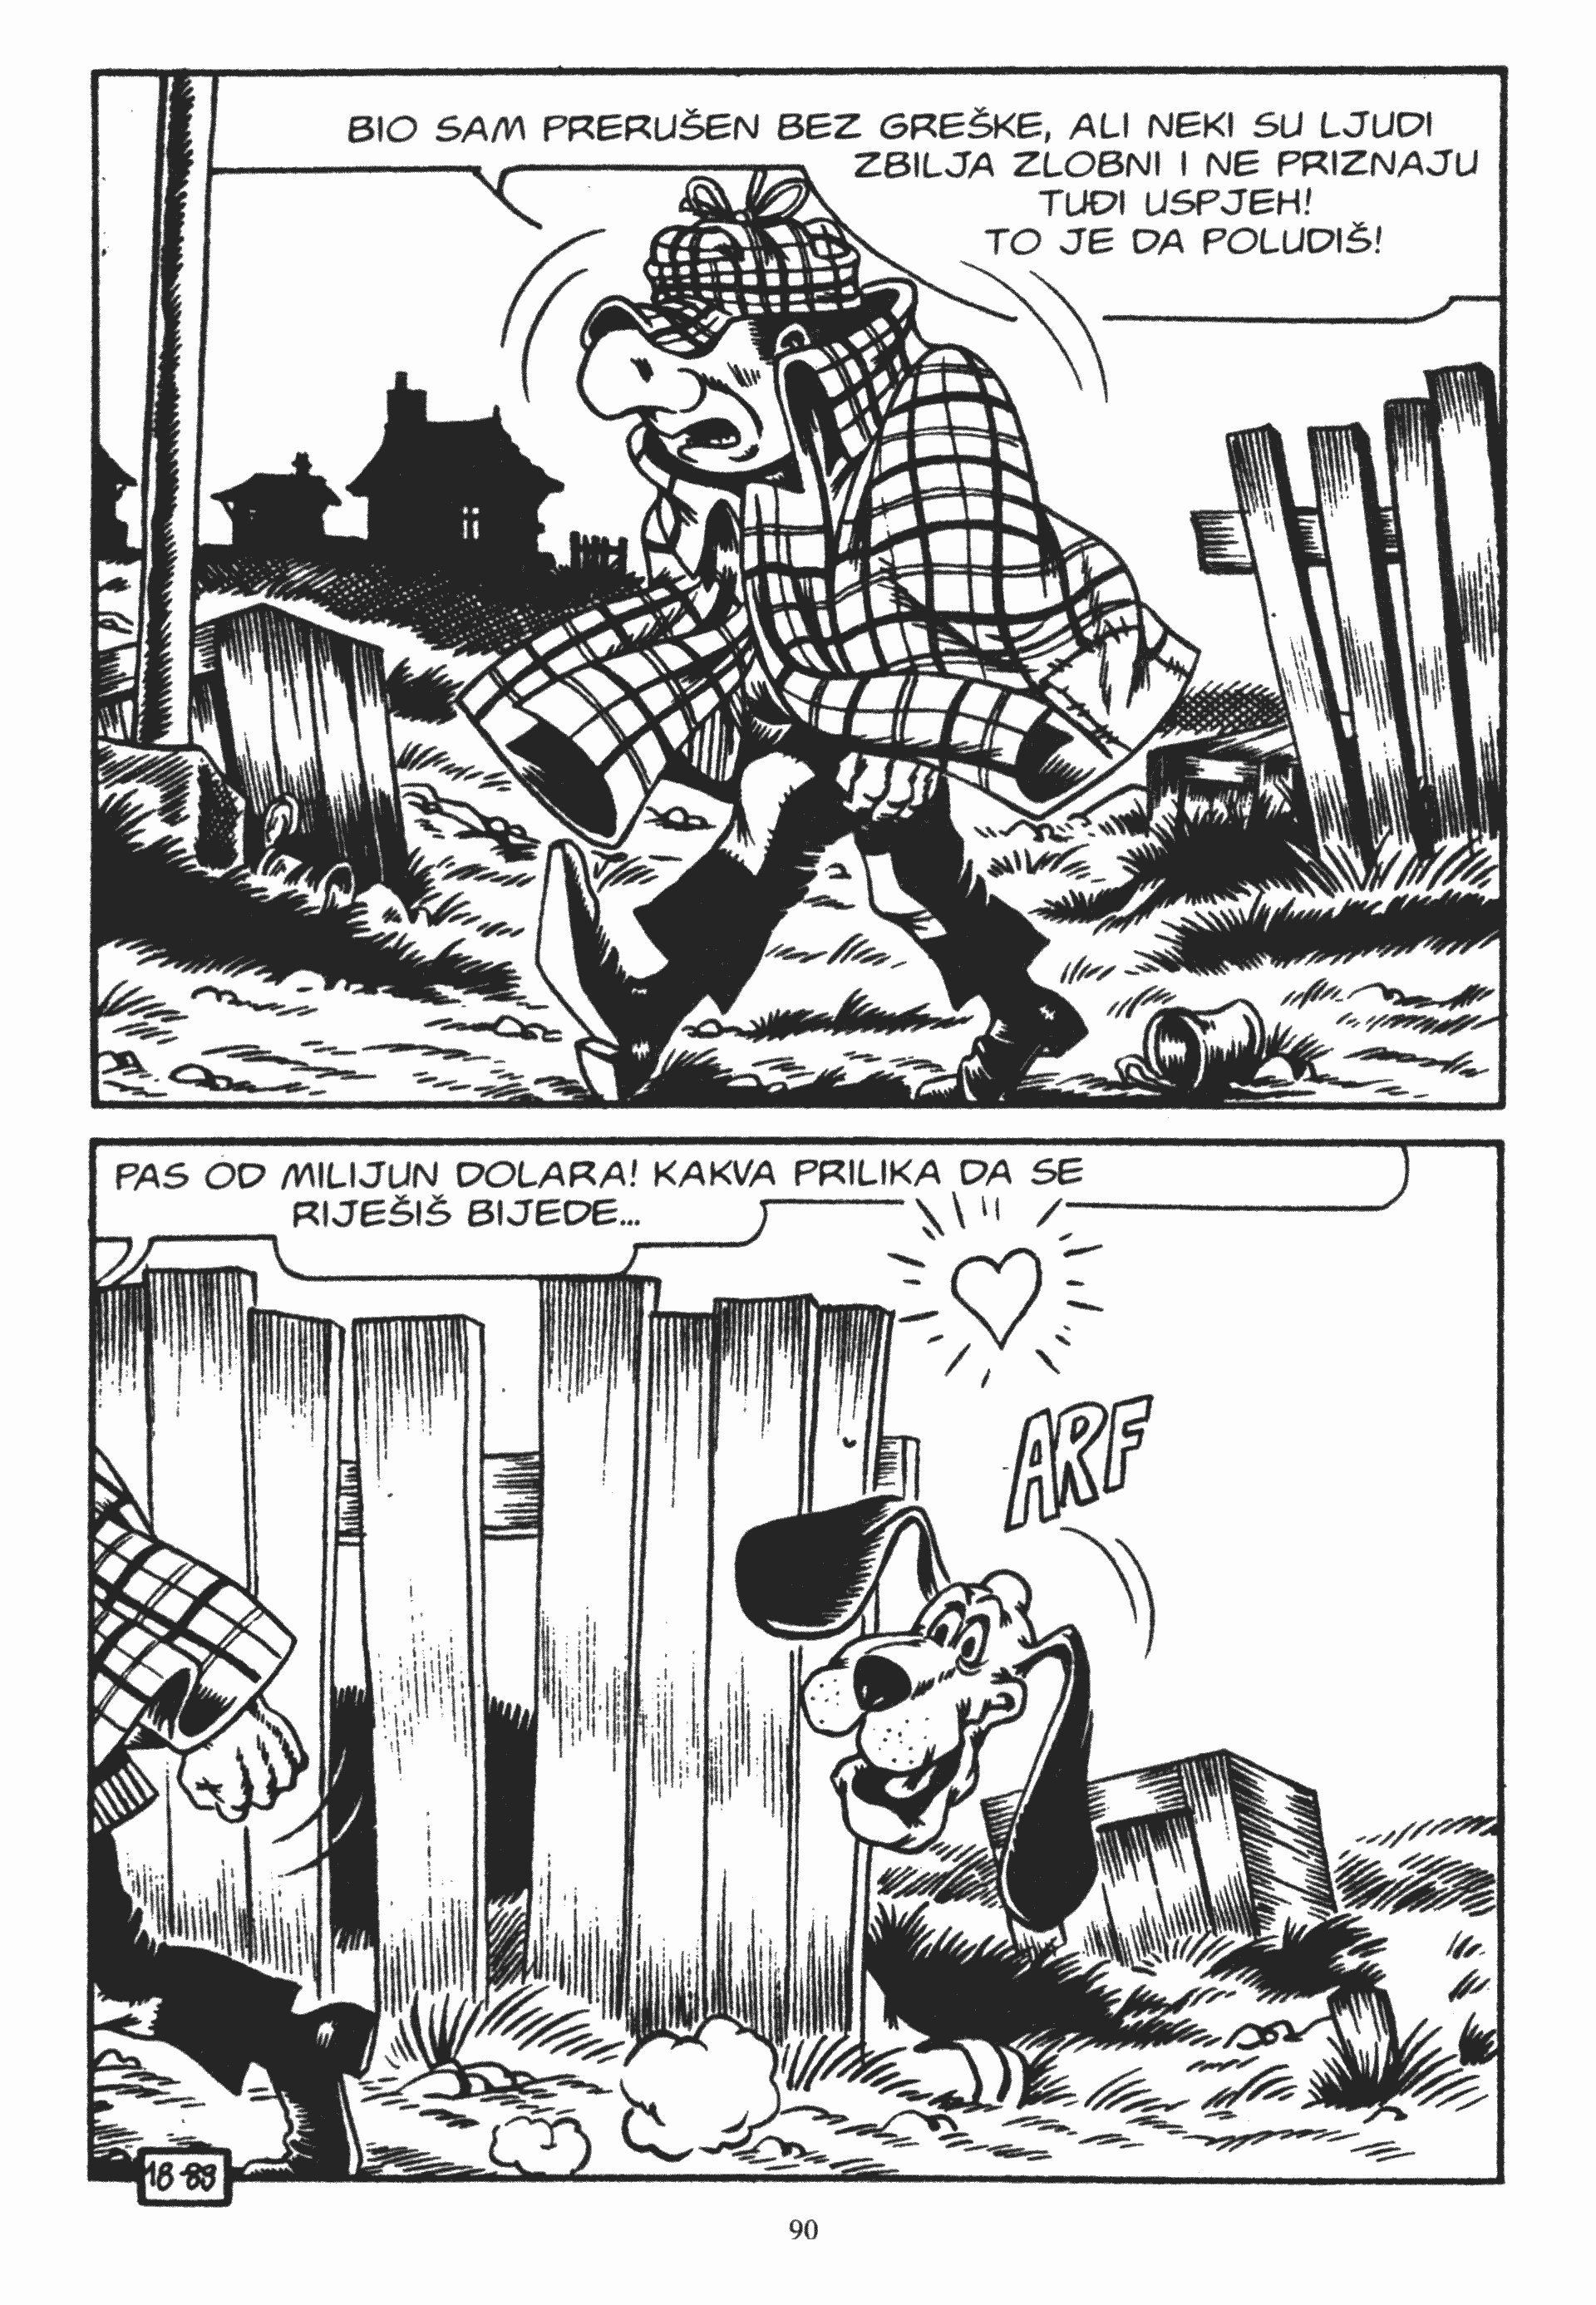 BIO SAM PRERUŠEN BEZ GREŠKE, ALI NEKI SU LJUDI
ZBILJA ZLOBNI I NE PRIZNAJU
TUĐI USPJEH!
TO JE DA POLUDIŠ!
PAS OD MILIJUN DOLARA! KAKVA PRILIKA DA SE
RIJEŠIŠ BIJEDE...
ARF
18-83
90